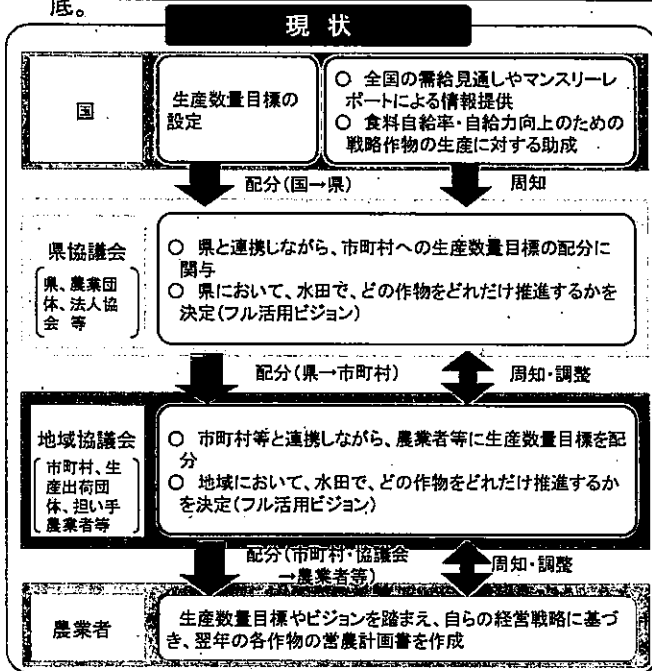 底。
現 状
国
生産数量目標の
設定
○ 全国の需給見通しやマンスリーレ
ポートによる情報提供
○ 食料自給率・自給力向上のための
戦略作物の生産に対する助成
配分(国→県)
周知
県協議会
県、農業団
体、法人協
会 等
○ 県と連携しながら、市町村への生産数量目標の配分に
関与
○ 県において、水田で、どの作物をどれだけ推進するかを
決定(フル活用ビジョン)
配分(県→市町村)
周知・調整
地域協議会
市町村、生
産出荷団
体、担い手
農業者等
○ 市町村等と連携しながら、農業者等に生産数量目標を配
分
○ 地域において、水田で、どの作物をどれだけ推進するか
を決定(フル活用ビジョン)
配分(市町村・協議会
→農業者等)
周知・調整
農業者
生産数量目標やビジョンを踏まえ、自らの経営戦略に基づ
き、翌年の各作物の営農計画書を作成